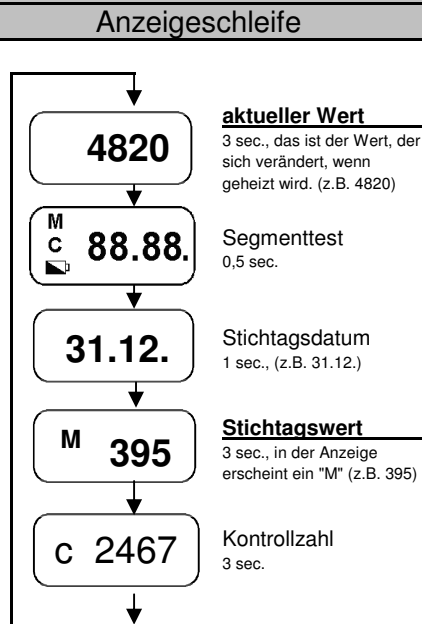 Anzeigeschleife
4820
aktueller Wert
3 sec., das ist der Wert, der
sich verändert, wenn
geheizt wird. (z.B. 4820)
M
C
88.88.
Segmenttest
0,5 sec.
31.12.
Stichtagsdatum
1 sec., (z.B. 31.12.)
M 395
Stichtagswert
3 sec., in der Anzeige
erscheint ein "M" (z.B. 395)
C 2467
Kontrollzahl
3 sec.